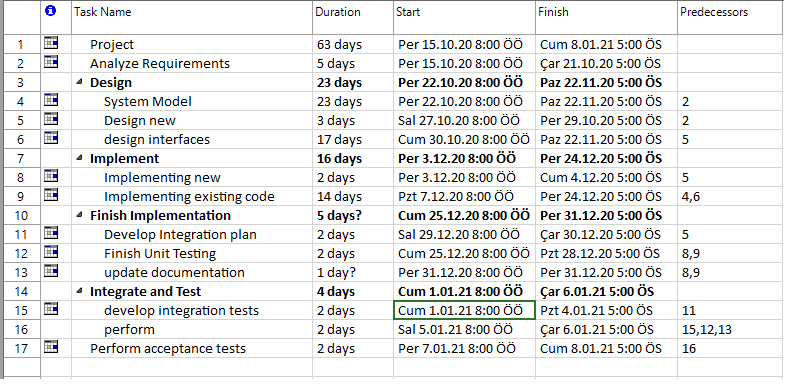 Task Name Duration Start Finish Predecessors
1 Project 63 days Per 15.10.20 8:00 ÖÖ Cum 8.01.21 5:00 ÖS
2 Analyze Requirements 5 days Per 15.10.20 8:00 ÖÖ Çar 21.10.20 5:00 ÖS
3 Design 23 days Per 22.10.20 8:00 ÖÖ Paz 22.11.20 5:00 ÖS
4 System Model 23 days Per 22.10.20 8:00 ÖÖ Paz 22.11.20 5:00 ÖS 2
5 Design new 3 days Sal 27.10.20 8:00 ÖÖ Per 29.10.20 5:00 ÖS 2
6 design interfaces 17 days Cum 30.10.20 8:00 ÖÖ Paz 22.11.20 5:00 ÖS 5
7 Implement 16 days Per 3.12.20 8:00 ÖÖ Per 24.12.20 5:00 ÖS
8 Implementing new 2 days Per 3.12.20 8:00 ÖÖ Cum 4.12.20 5:00 ÖS 5
9 Implementing existing code 14 days Pzt 7.12.20 8:00 ÖÖ Per 24.12.20 5:00 ÖS 4,6
10 Finish Implementation 5 days? Cum 25.12.20 8:00 ÖÖ Per 31.12.20 5:00 ÖS
11 Develop Integration plan 2 days Sal 29.12.20 8:00 ÖÖ Çar 30.12.20 5:00 ÖS 5
12 Finish Unit Testing 2 days Cum 25.12.20 8:00 ÖÖ Pzt 28.12.20 5:00 ÖS 8,9
13 update documentation 1 day? Per 31.12.20 8:00 ÖÖ Per 31.12.20 5:00 ÖS 8,9
14 Integrate and Test 4 days Cum 1.01.21 8:00 ÖÖ Çar 6.01.21 5:00 ÖS
15 develop integration tests 2 days Cum 1.01.21 8:00 ÖÖ Pzt 4.01.21 5:00 ÖS 11
16 perform 2 days Sal 5.01.21 8:00 ÖÖ Çar 6.01.21 5:00 ÖS 15,12,13
17 Perform acceptance tests 2 days Per 7.01.21 8:00 ÖÖ Cum 8.01.21 5:00 ÖS 16